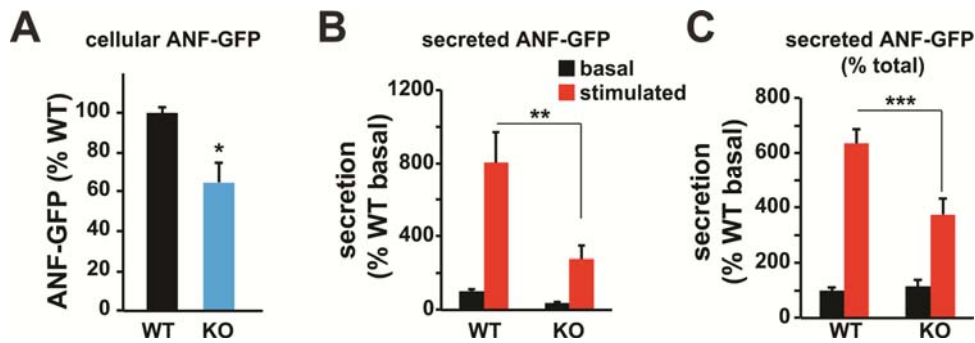 A
cellular ANF-GFP
ANF-GFP (% WT)
100
80
60
40
20
0
*
WT KO
B
secreted ANF-GFP
basal
stimulated
secretion
(% WT basal)
1200
800
400
0
**
WT KO
C
secreted ANF-GFP
(% total)
secretion
(% WT basal)
800
600
400
200
0
***
WT KO